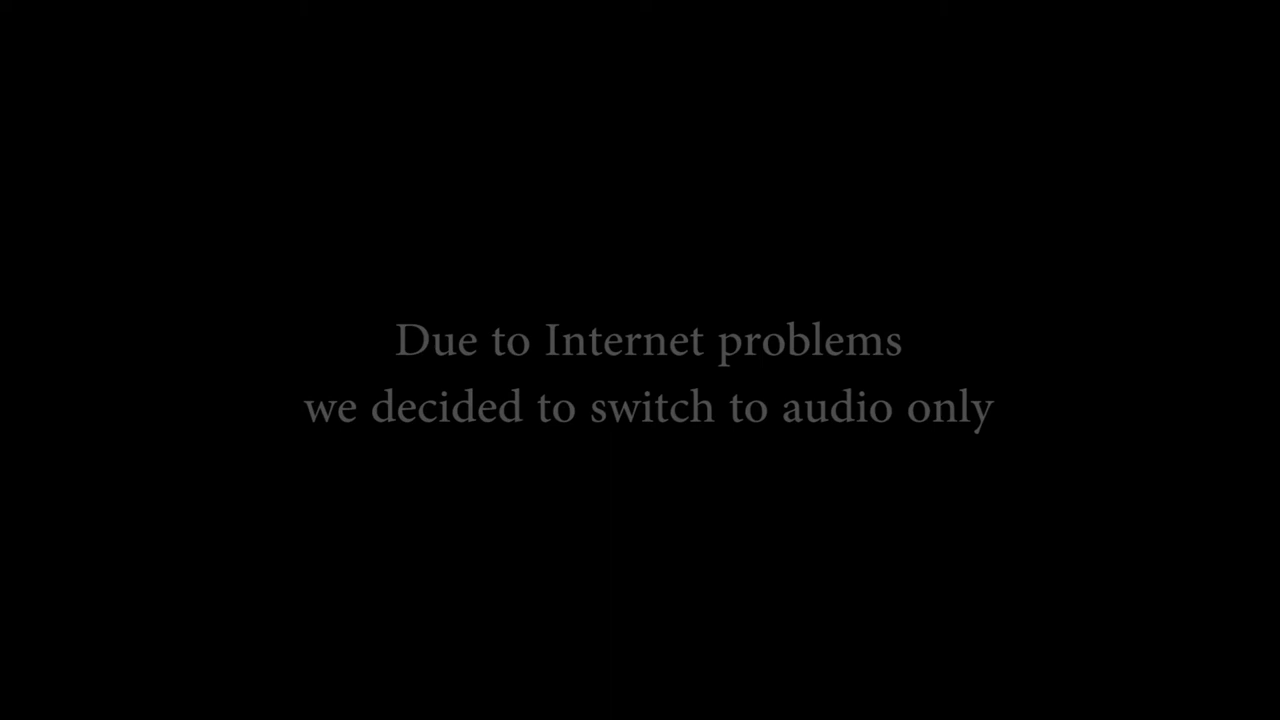 Due to Internet problems
we decided to switch to audio only